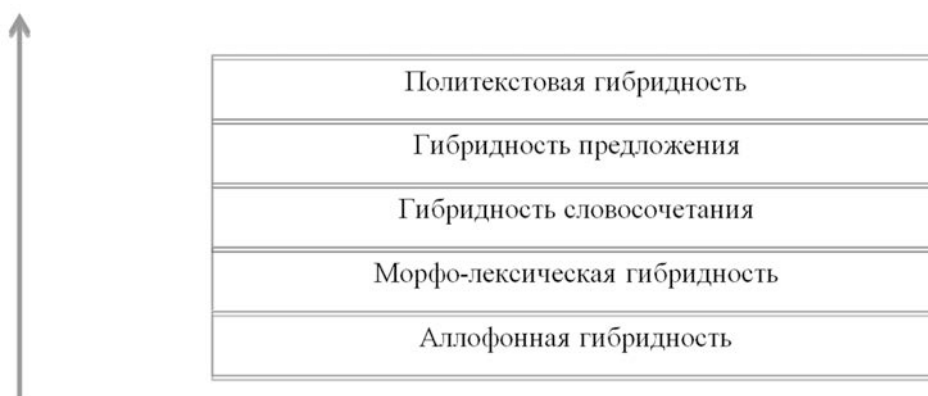 Политекстовая гибридность
Гибридность предложения
Гибридность словосочетания
Морфо-лексическая гибридность
Аллофонная гибридность